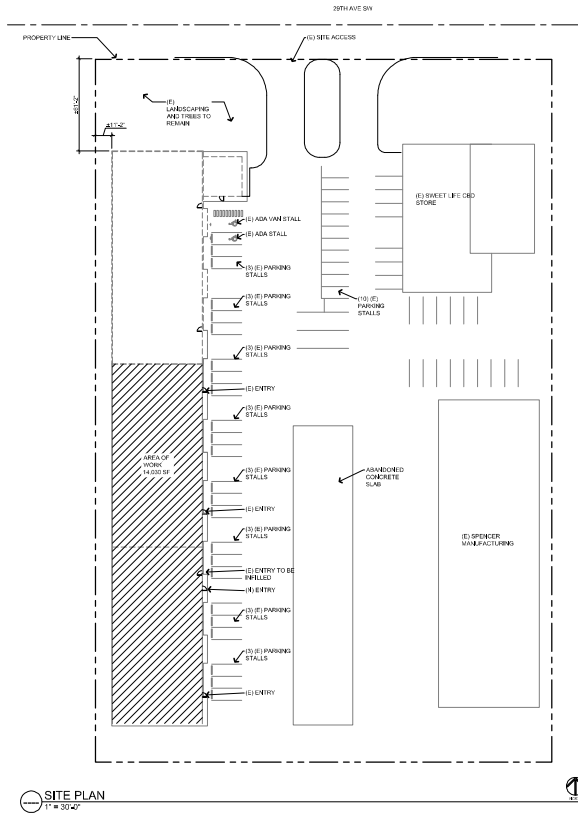 29TH AVE SW
PROPERTY LINE
(E) SITE ACCESS
(E)
LANDSCAPING
AND TREES TO
REMAIN
±61'-2"
±11'-2"
(E) SWEET LIFE CBD
STORE
(E) ADA VAN STALL
(E) ADA STALL
(3) (E) PARKING
STALLS
(3) (E) PARKING
STALLS
(10) (E)
PARKING
STALLS
(3) (E) PARKING
STALLS
(E) ENTRY
(3) (E) PARKING
STALLS
AREA OF
WORK
14,030 SF
(3) (E) PARKING
STALLS
ABANDONED
CONCRETE
SLAB
(E) ENTRY
(3) (E) PARKING
STALLS
(E) SPENCER
MANUFACTURING
(E) ENTRY TO BE
INFILLED
(N) ENTRY
(3) (E) PARKING
STALLS
(3) (E) PARKING
STALLS
(E) ENTRY
SITE PLAN
1" = 30'-0"